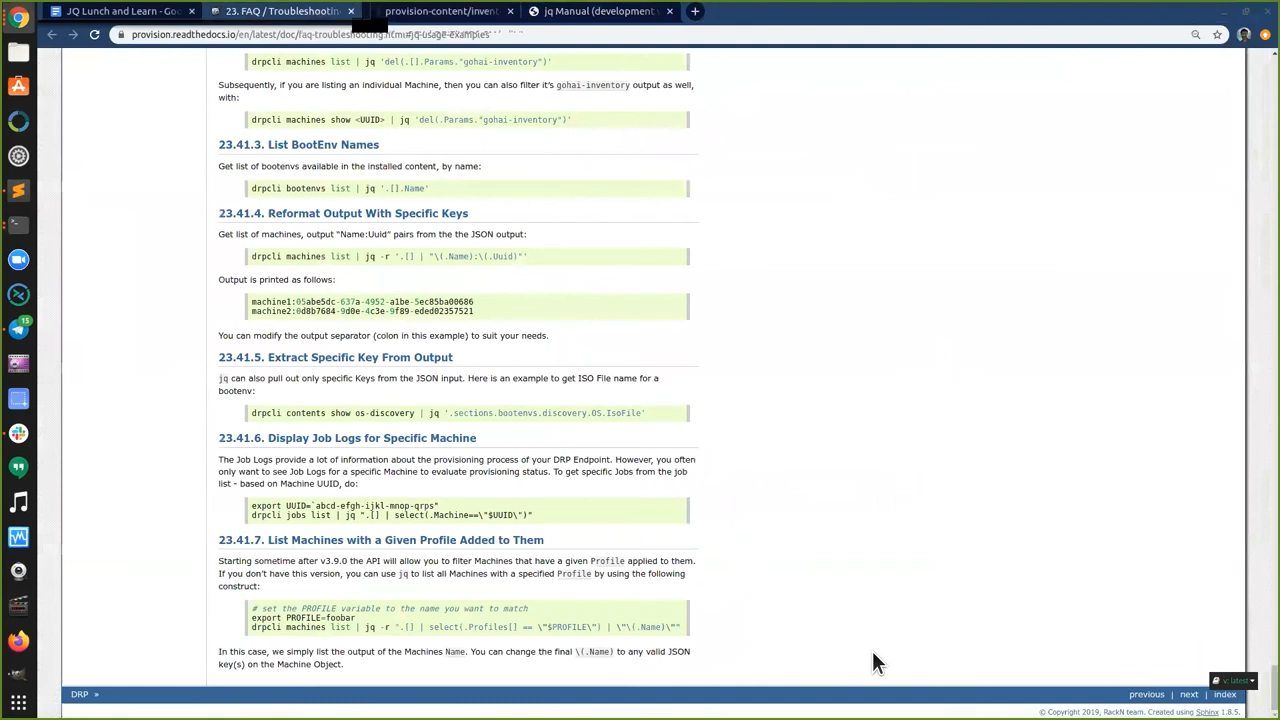 JQ Lunch and Learn - Goo
23. FAQ / Troubleshootin
provision-content/invent
jq Manual (development
provision.readthedocs.io/en/latest/doc/faq-troubleshooting.html#jq-usage-examples
drpcli machines list | jq 'del(.[].Params."gohai-inventory")'
Subsequently, if you are listing an individual Machine, then you can also filter it's gohai-inventory output as well,
with:
drpcli machines show <UUID> | jq 'del(.Params."gohai-inventory")'
23.41.3. List BootEnv Names
Get list of bootenvs available in the installed content, by name:
drpcli bootenvs list | jq '.[].Name'
23.41.4. Reformat Output With Specific Keys
Get list of machines, output “Name:Uuid” pairs from the the JSON output:
drpcli machines list | jq -r '.[] | "\(.Name):\(.Uuid)"'
Output is printed as follows:
machine1:05abe5dc-637a-4952-a1be-5ec85ba00686
machine2:0d8b7684-9d0e-4c3e-9f89-eded02357521
You can modify the output separator (colon in this example) to suit your needs.
23.41.5. Extract Specific Key From Output
jq can also pull out only specific Keys from the JSON input. Here is an example to get ISO File name for a
bootenv:
drpcli contents show os-discovery | jq '.sections.bootenvs.discovery.OS.IsoFile'
23.41.6. Display Job Logs for Specific Machine
The Job Logs provide a lot of information about the provisioning process of your DRP Endpoint. However, you often
only want to see Job Logs for a specific Machine to evaluate provisioning status. To get specific Jobs from the job
list - based on Machine UUID, do:
export UUID=`abcd-efgh-ijkl-mnop-qrps"
drpcli jobs list | jq ".[] | select(.Machine==\"$UUID\")"
23.41.7. List Machines with a Given Profile Added to Them
Starting sometime after v3.9.0 the API will allow you to filter Machines that have a given Profile applied to them.
If you don't have this version, you can use jq to list all Machines with a specified Profile by using the following
construct:
# set the PROFILE variable to the name you want to match
export PROFILE=foobar
drpcli machines list | jq -r ".[] | select(.Profiles[] == \"$PROFILE\") | \"\(.Name)\""
In this case, we simply list the output of the Machines Name. You can change the final \(.Name) to any valid JSON
key(s) on the Machine Object.
15
v: latest
DRP »
previous | next | index
© Copyright 2019, RackN team. Created using Sphinx 1.8.5.